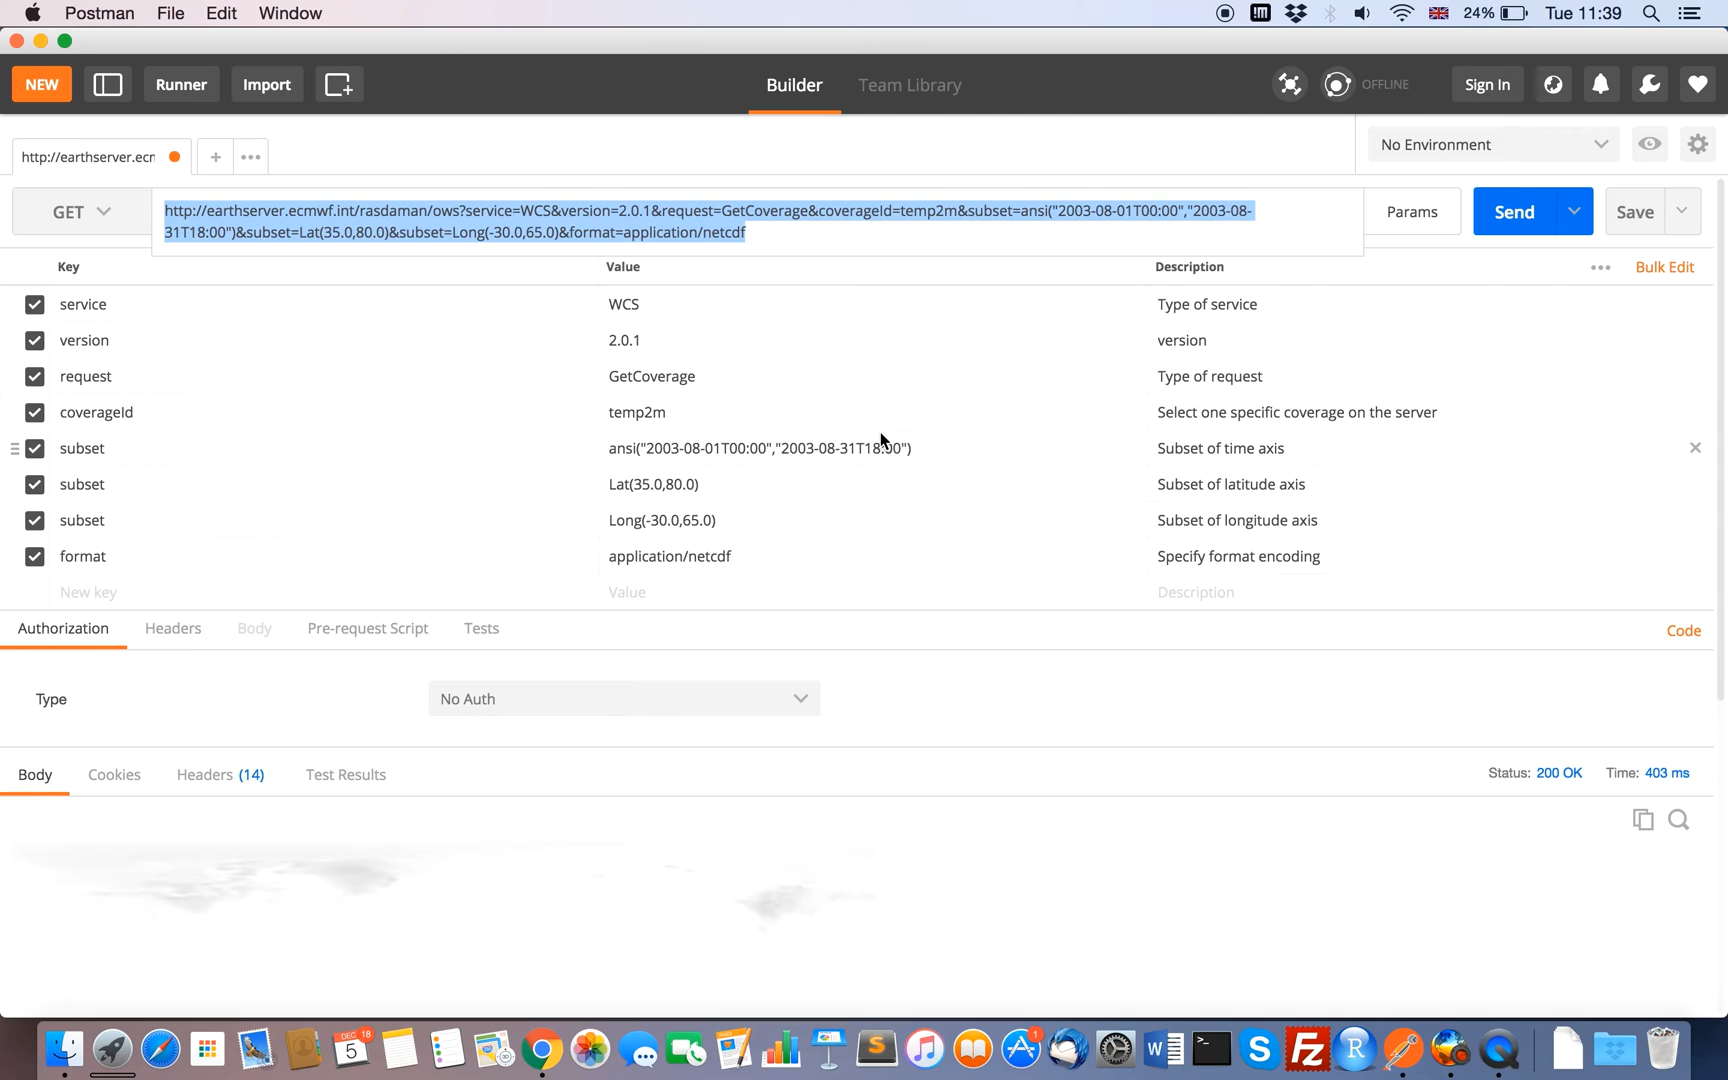 Postman File Edit Window 24% Tue 11:39
NEW Runner Import Builder Team Library OFFLINE Sign In
http://earthserver.ecm + ••• No Environment
GET http://earthserver.ecmwf.int/rasdaman/ows?service=WCS&version=2.0.1&request=GetCoverage&coverageId=temp2m&subset=ansi("2003-08-01T00:00","2003-08- Params Send Save
31T18:00")&subset=Lat(35.0,80.0)&subset=Long(-30.0,65.0)&format=application/netcdf
Key Value Description ••• Bulk Edit
service WCS Type of service
version 2.0.1 version
request GetCoverage Type of request
coverageId temp2m Select one specific coverage on the server
subset ansi("2003-08-01T00:00","2003-08-31T18:00") Subset of time axis
subset Lat(35.0,80.0) Subset of latitude axis
subset Long(-30.0,65.0) Subset of longitude axis
format application/netcdf Specify format encoding
New key Value Description
Authorization Headers Body Pre-request Script Tests Code
Type No Auth
Body Cookies Headers (14) Test Results Status: 200 OK Time: 403 ms
DEC 18 5 1 W S Fz R